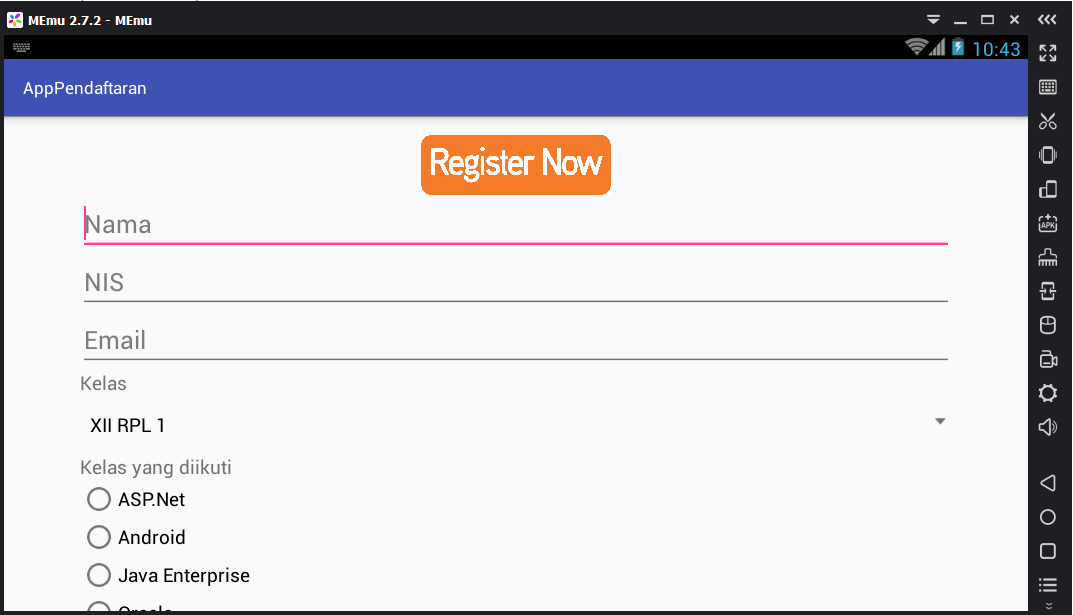 MEmu 2.7.2 - MEmu
10:43
AppPendaftaran
Register Now
Nama
NIS
Email
Kelas
XII RPL 1
Kelas yang diikuti
ASP.Net
Android
Java Enterprise
APK